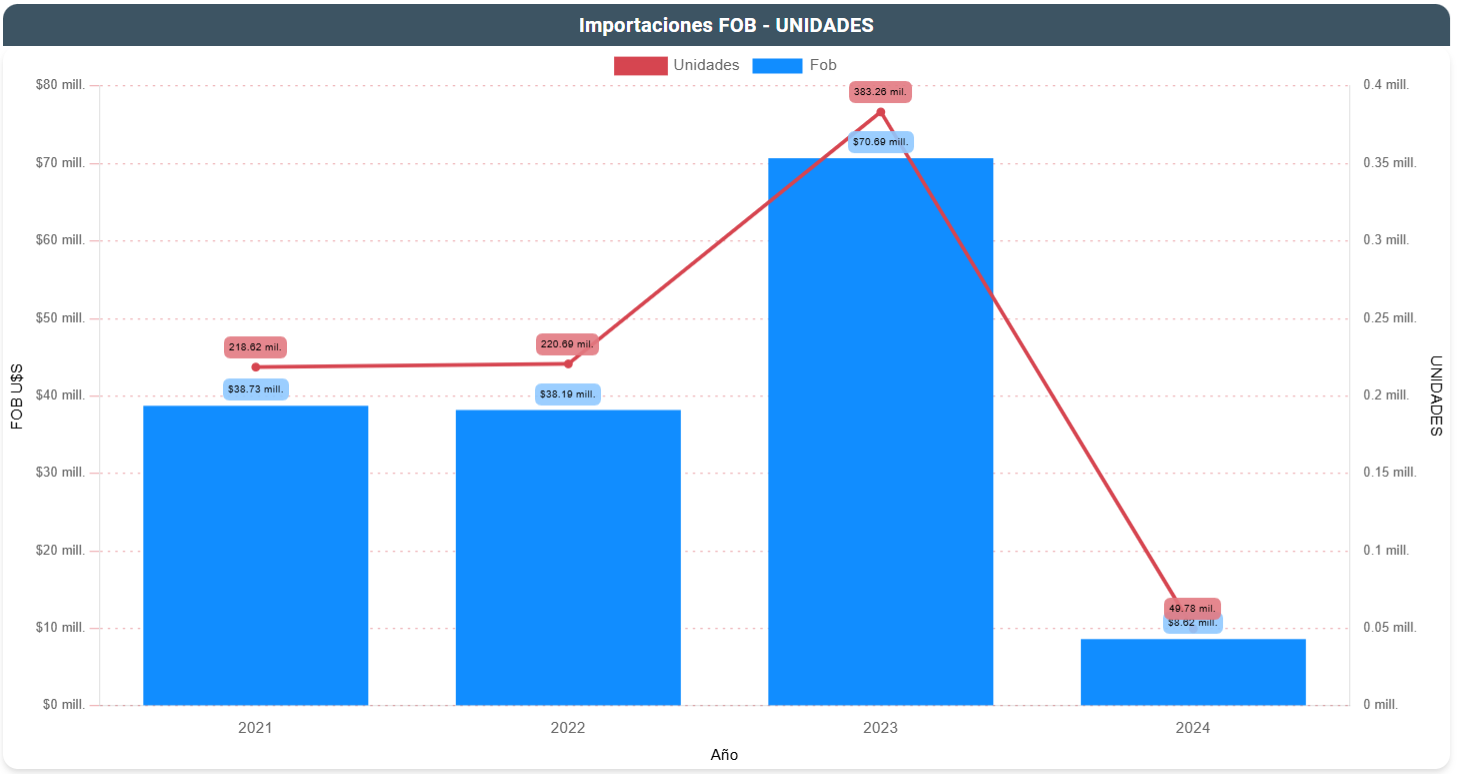 Importaciones FOB - UNIDADES
Unidades Fob
$80 mill. 0.4 mill.
383.26 mil.
$70.69 mill.
$70 mill. 0.35 mill.
$60 mill. 0.3 mill.
$50 mill. 0.25 mill.
218.62 mil. 220.69 mil.
$38.73 mill. $38.19 mill.
$40 mill. 0.2 mill.
FOB U$S
UNIDADES
$30 mill. 0.15 mill.
$20 mill. 0.1 mill.
49.78 mil.
$8.62 mill.
$10 mill. 0.05 mill.
$0 mill. 0 mill.
2021 2022 2023 2024
Año